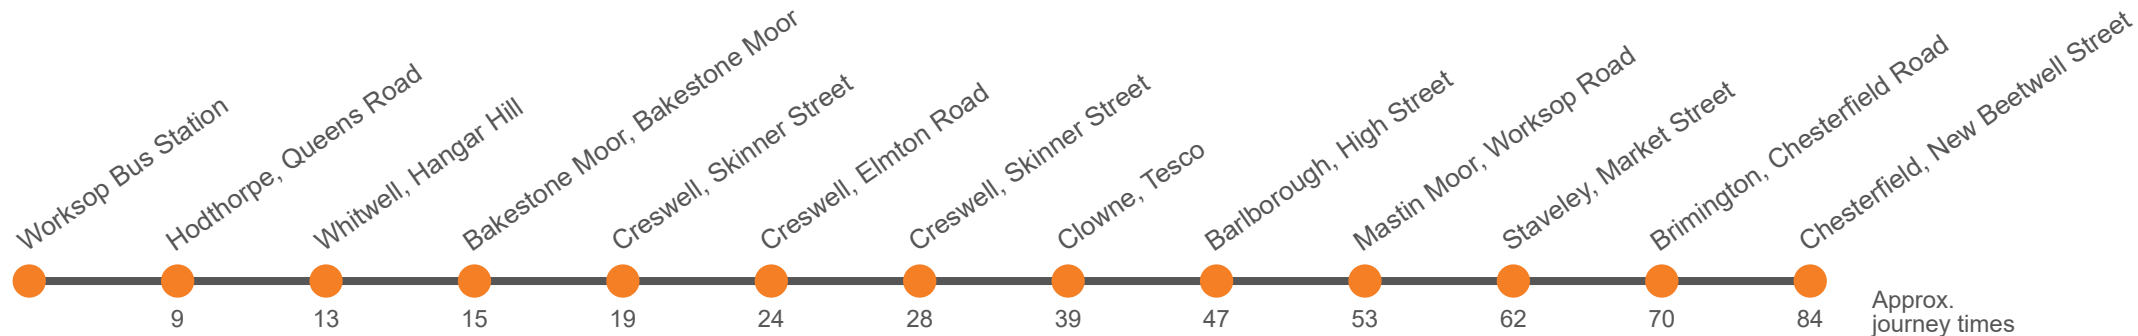 Worksop Bus Station
Hodthorpe, Queens Road
Whitwell, Hangar Hill
Bakestone Moor, Bakestone Moor
Creswell, Skinner Street
Creswell, Elmton Road
Creswell, Skinner Street
Clowne, Tesco
Barlborough, High Street
Mastin Moor, Worksop Road
Staveley, Market Street
Brimington, Chesterfield Road
Chesterfield, New Beetwell Street
9 13 15 19 24 28 39 47 53 62 70 84
Approx.
journey times